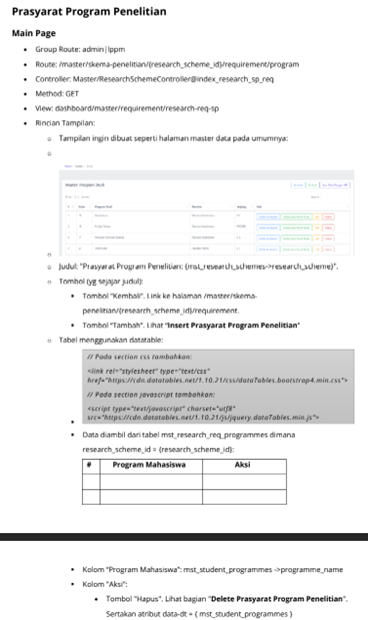 Prasyarat Program Penelitian
Main Page
Group Route: admin|lppm
Route: /master/skema-penelitian/{research_scheme_id}/requirement/program
Controller: Master/ResearchSchemeController@index_research_sp_req
Method: GET
View: dashboard/master/requirement/research-req-sp
Rincian Tampilan:
Tampilan ingin dibuat seperti halaman master data pada umumnya:
Master Program Studi
Judul: "Prasyarat Program Penelitian: {mst_research_schemes->research_scheme}".
Tombol (yg sejajar judul):
Tombol "Kembali". Link ke halaman /master/skema-
penelitian/{research_scheme_id}/requirement.
Tombol "Tambah". Lihat "Insert Prasyarat Program Penelitian"
Tabel menggunakan datatable:
// Pada section css tambahkan:
<link rel="stylesheet" type="text/css"
href="https://cdn.datatables.net/1.10.21/css/dataTables.bootstrap4.min.css">
// Pada section javascript tambahkan:
<script type="text/javascript" charset="utf8"
src="https://cdn.datatables.net/1.10.21/js/jquery.dataTables.min.js">
Data diambil dari tabel mst_research_req_programmes dimana
research_scheme_id = {research_scheme_id}:
# Program Mahasiswa Aksi
Kolom "Program Mahasiswa": mst_student_programmes ->programme_name
Kolom "Aksi":
Tombol "Hapus". Lihat bagian "Delete Prasyarat Program Penelitian".
Sertakan atribut data-dt = { mst_student_programmes }